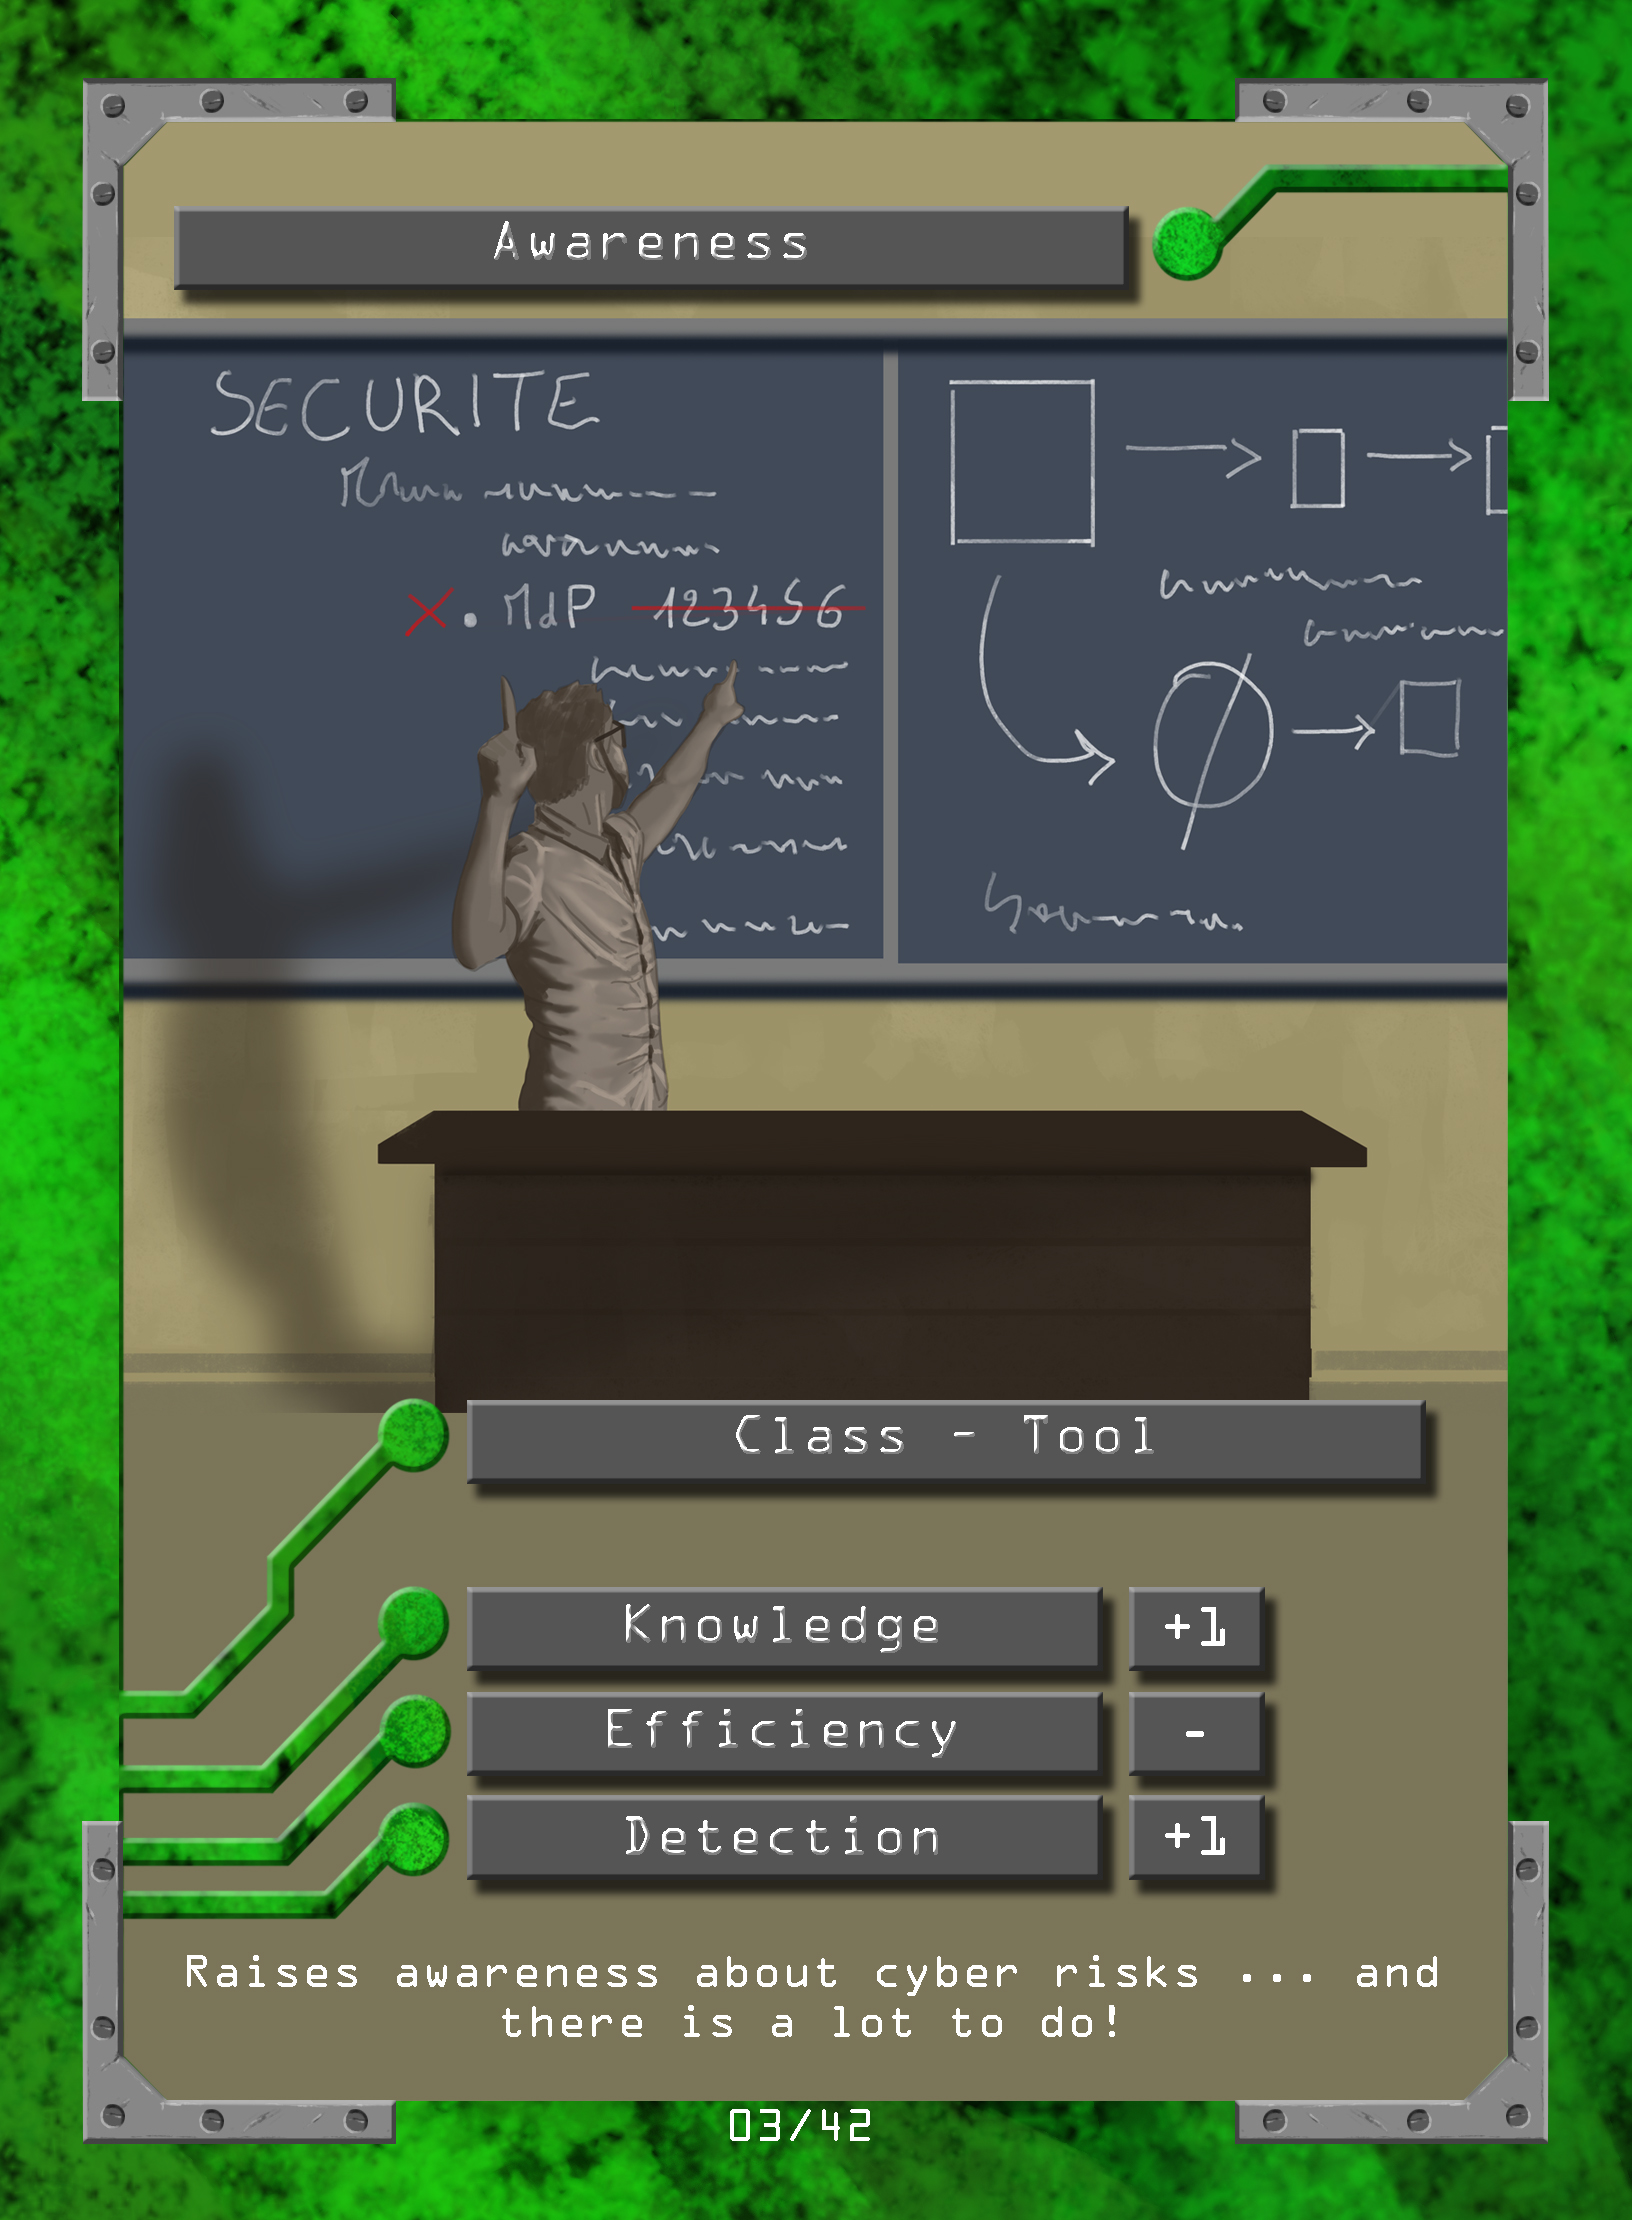 Awareness
SECURITE
. MdP 123456
Class - Tool
Knowledge +1
Efficiency -
Detection +1
Raises awareness about cyber risks ... and
there is a lot to do!
03/42